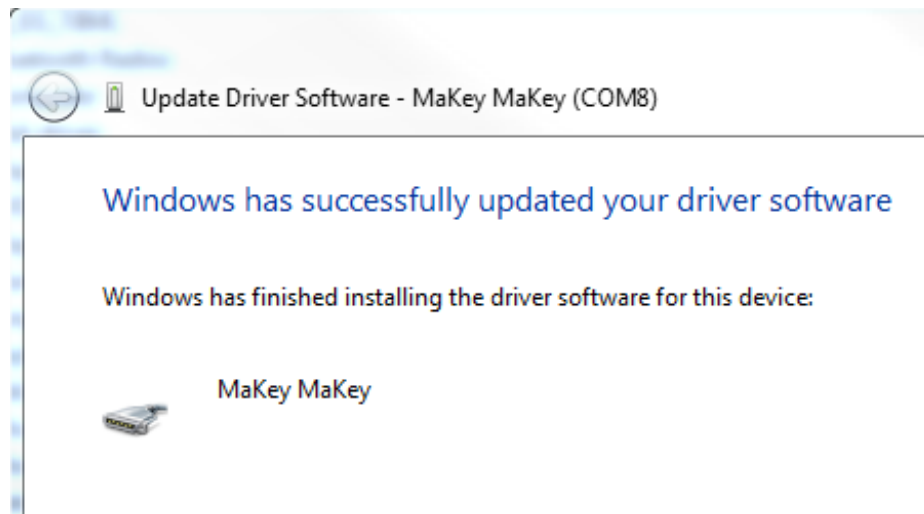 Update Driver Software - MaKey MaKey (COM8)
Windows has successfully updated your driver software
Windows has finished installing the driver software for this device:
MaKey MaKey